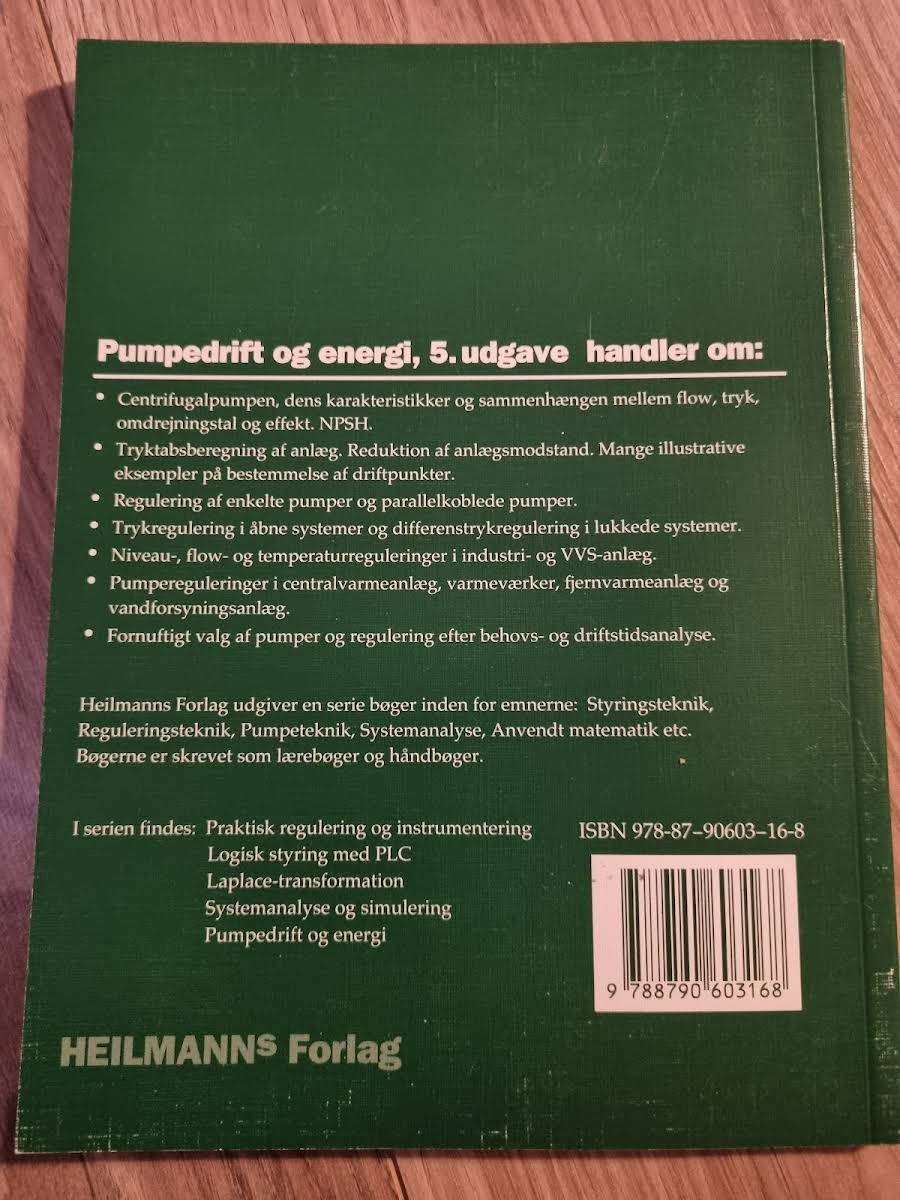 Pumpedrift og energi, 5. udgave handler om:
• Centrifugalpumpen, dens karakteristikker og sammenhængen mellem flow, tryk,
omdrejningstal og effekt. NPSH.
• Tryktabsberegning af anlæg. Reduktion af anlægsmodstand. Mange illustrative
eksempler på bestemmelse af driftpunkter.
• Regulering af enkelte pumper og parallelkoblede pumper.
• Trykregulering i åbne systemer og differenstrykregulering i lukkede systemer.
• Niveau-, flow- og temperaturreguleringer i industri- og VVS-anlæg.
• Pumpereguleringer i centralvarmeanlæg, varmeværker, fjernvarmeanlæg og
vandforsyningsanlæg.
• Fornuftigt valg af pumper og regulering efter behovs- og driftstidsanalyse.
Heilmanns Forlag udgiver en serie bøger inden for emnerne: Styringsteknik,
Reguleringsteknik, Pumpeteknik, Systemanalyse, Anvendt matematik etc.
Bøgerne er skrevet som lærebøger og håndbøger.
I serien findes: Praktisk regulering og instrumentering
Logisk styring med PLC
Laplace-transformation
Systemanalyse og simulering
Pumpedrift og energi
ISBN 978-87-90603-16-8
9 788790 603168
HEILMANNS Forlag